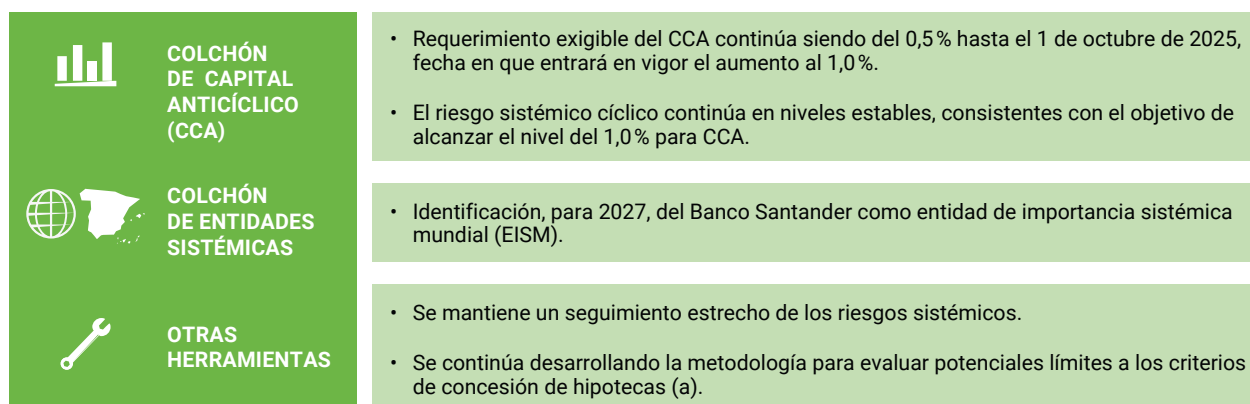 COLCHÓN
DE CAPITAL
ANTICÍCLICO
(CCA)
• Requerimiento exigible del CCA continúa siendo del 0,5 % hasta el 1 de octubre de 2025,
fecha en que entrará en vigor el aumento al 1,0 %.
• El riesgo sistémico cíclico continúa en niveles estables, consistentes con el objetivo de
alcanzar el nivel del 1,0 % para CCA.
COLCHÓN
DE ENTIDADES
SISTÉMICAS
• Identificación, para 2027, del Banco Santander como entidad de importancia sistémica
mundial (EISM).
OTRAS
HERRAMIENTAS
• Se mantiene un seguimiento estrecho de los riesgos sistémicos.
• Se continúa desarrollando la metodología para evaluar potenciales límites a los criterios
de concesión de hipotecas (a).